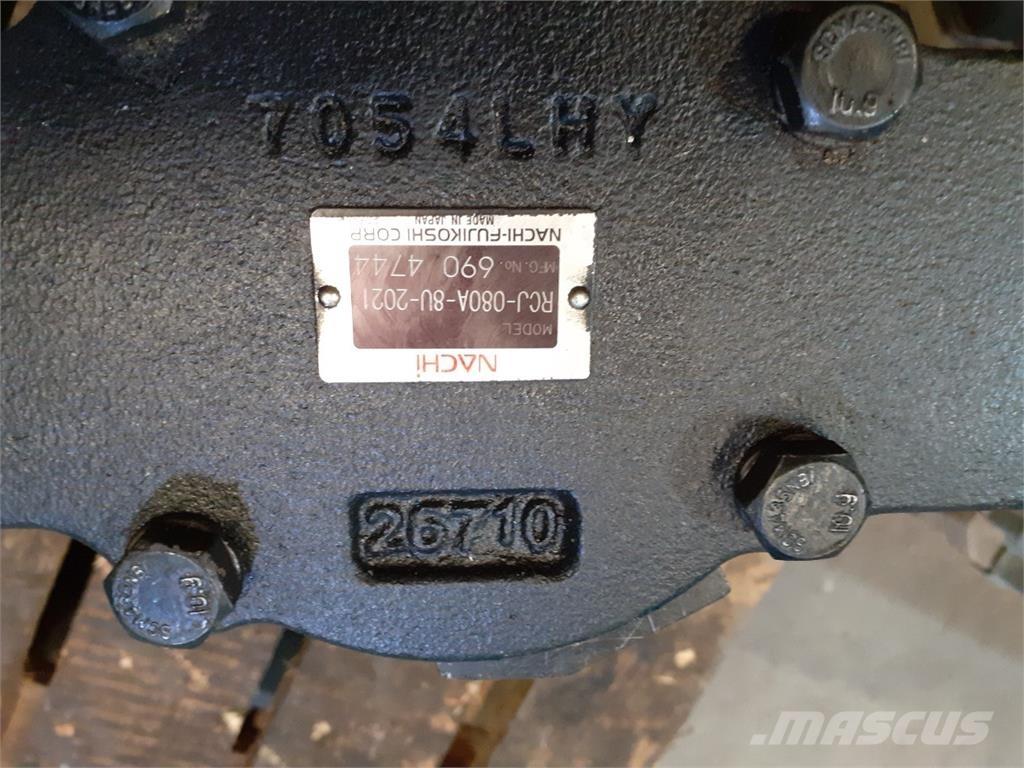 7054LHY
NACHi
MODEL
RCJ-080A-8U-2021
MFG.No. 690 4744
NACHI-FUJIKOSHI CORP
MADE IN JAPAN
26710
10.9
10.9
10.9
MASCUS